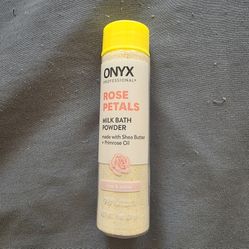 ONYX
PROFESSIONAL
ROSE
PETALS
MILK BATH
POWDER
made with Shea Butter
+ Primrose Oil